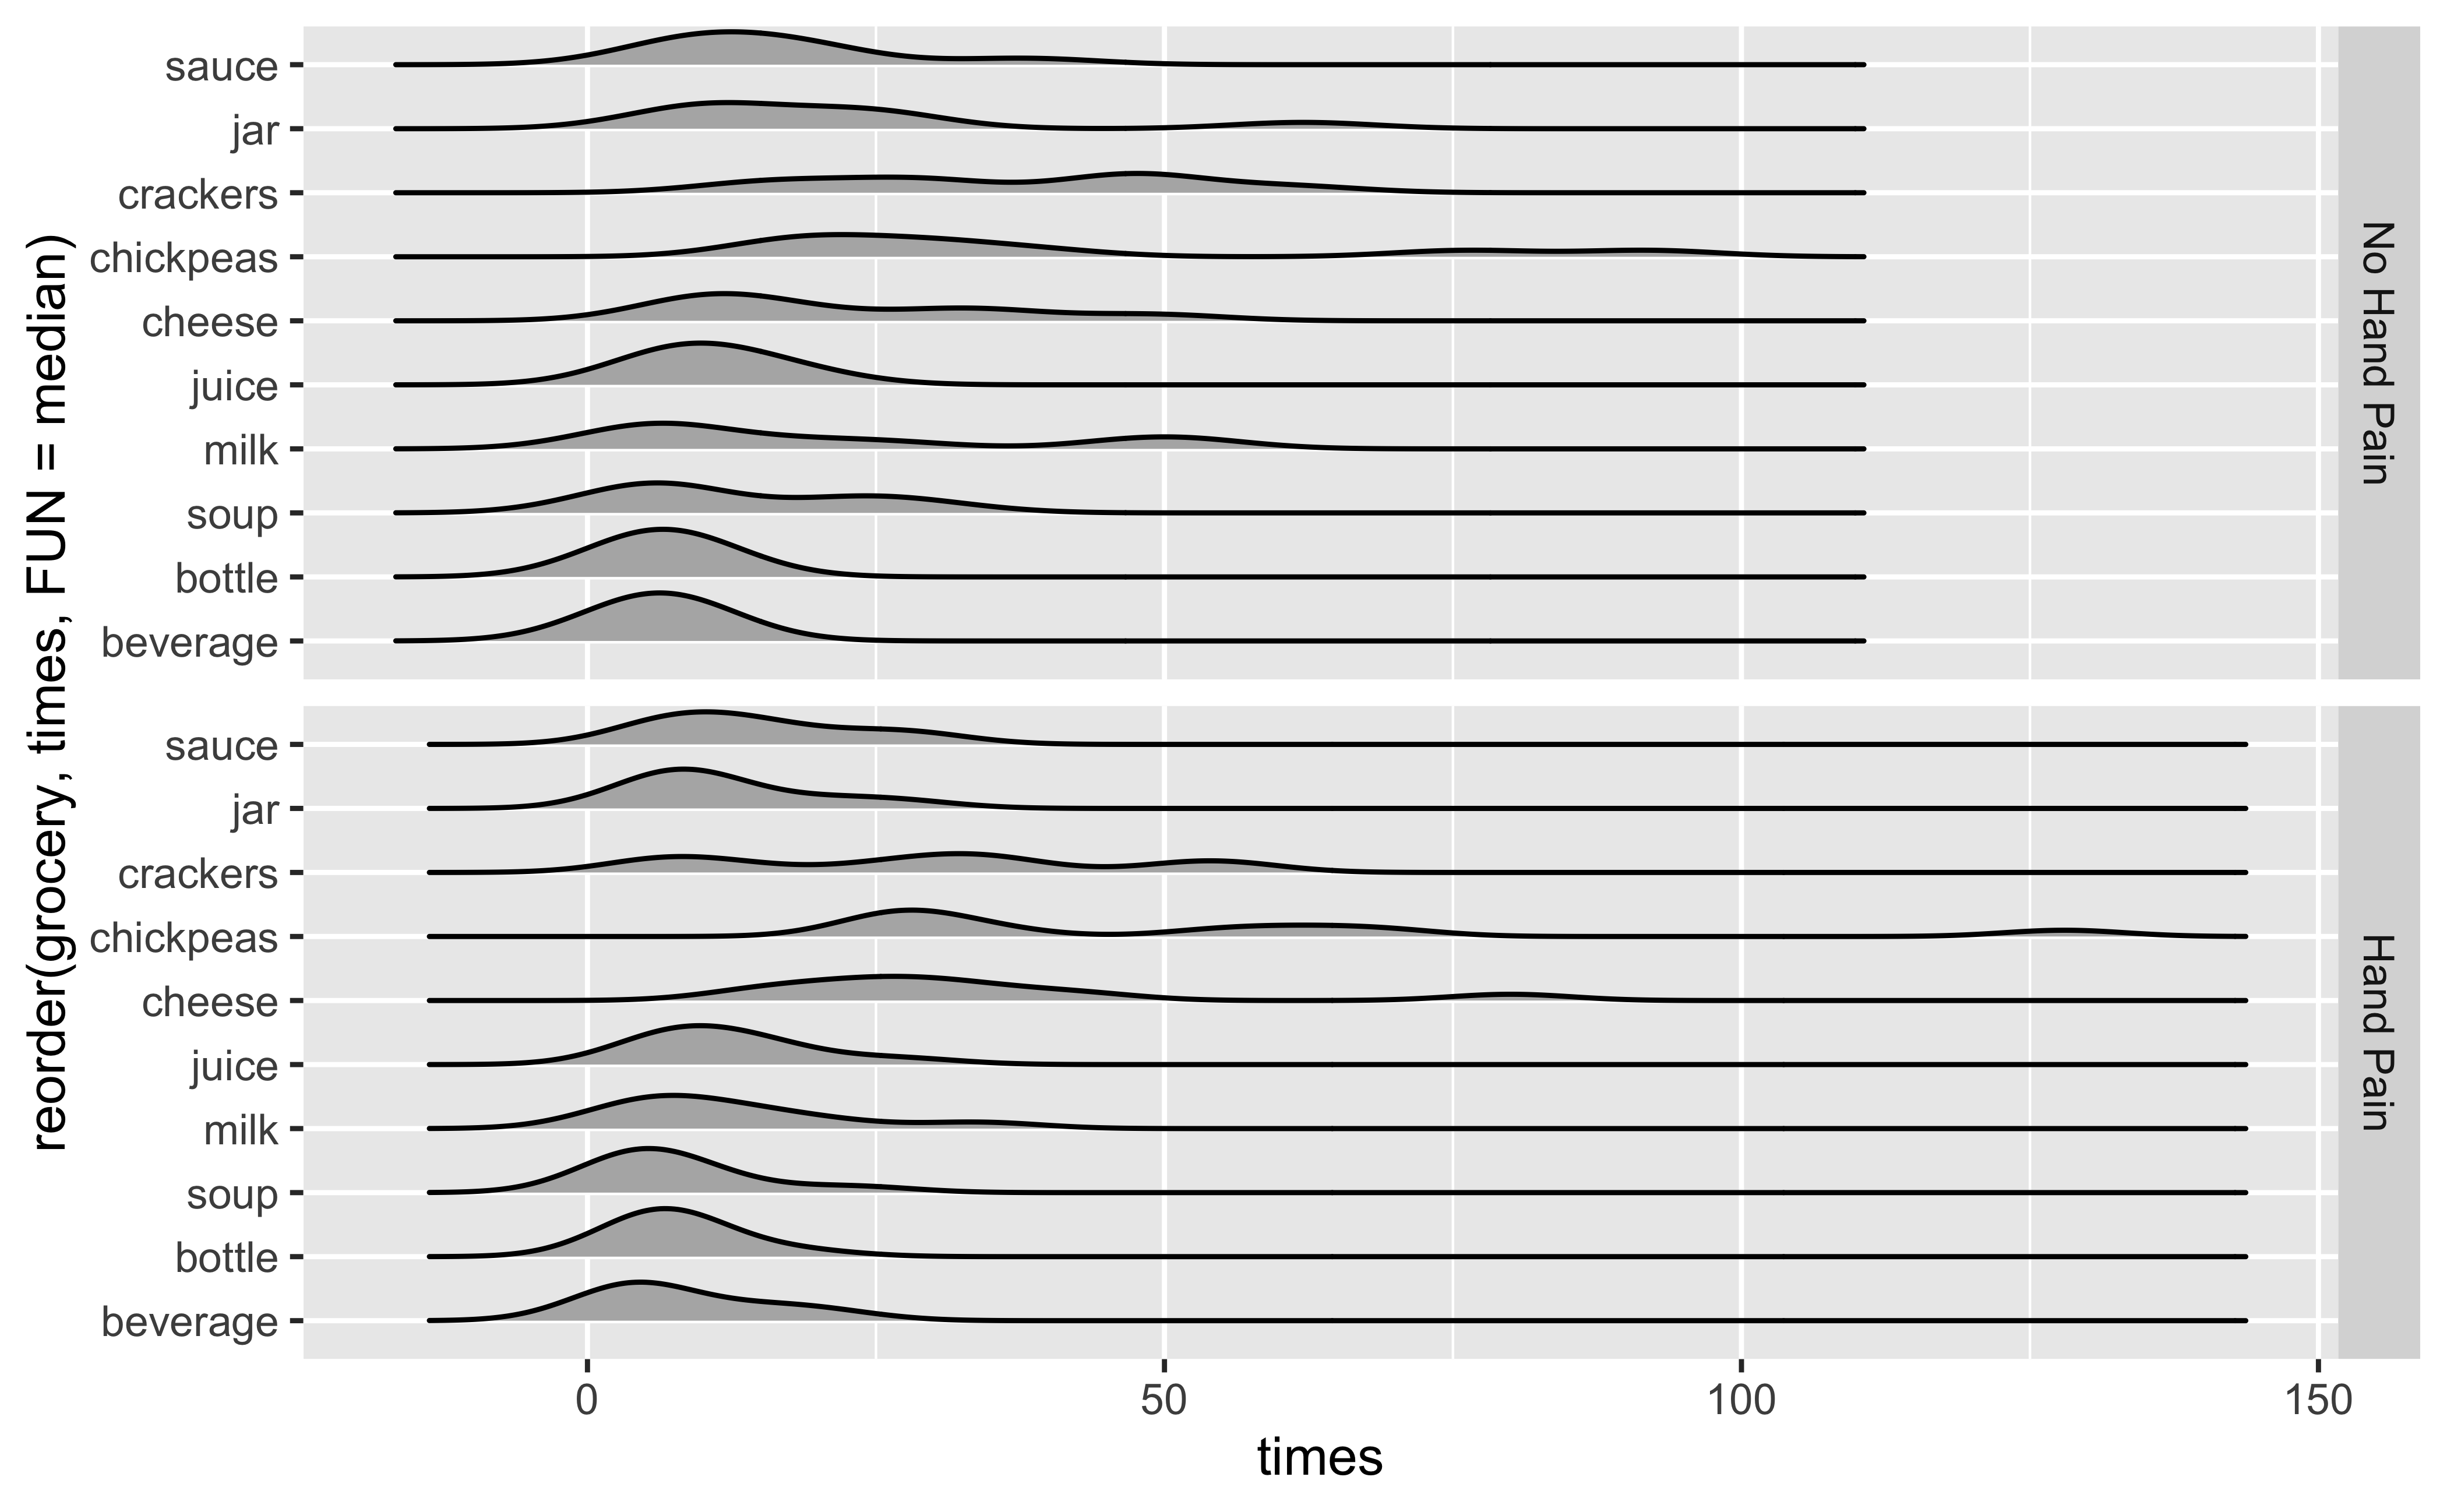 reorder(grocery, times, FUN = median)
sauce
jar
crackers
chickpeas
cheese
juice
milk
soup
bottle
beverage
No Hand Pain
sauce
jar
crackers
chickpeas
cheese
juice
milk
soup
bottle
beverage
Hand Pain
0 50 100 150
times